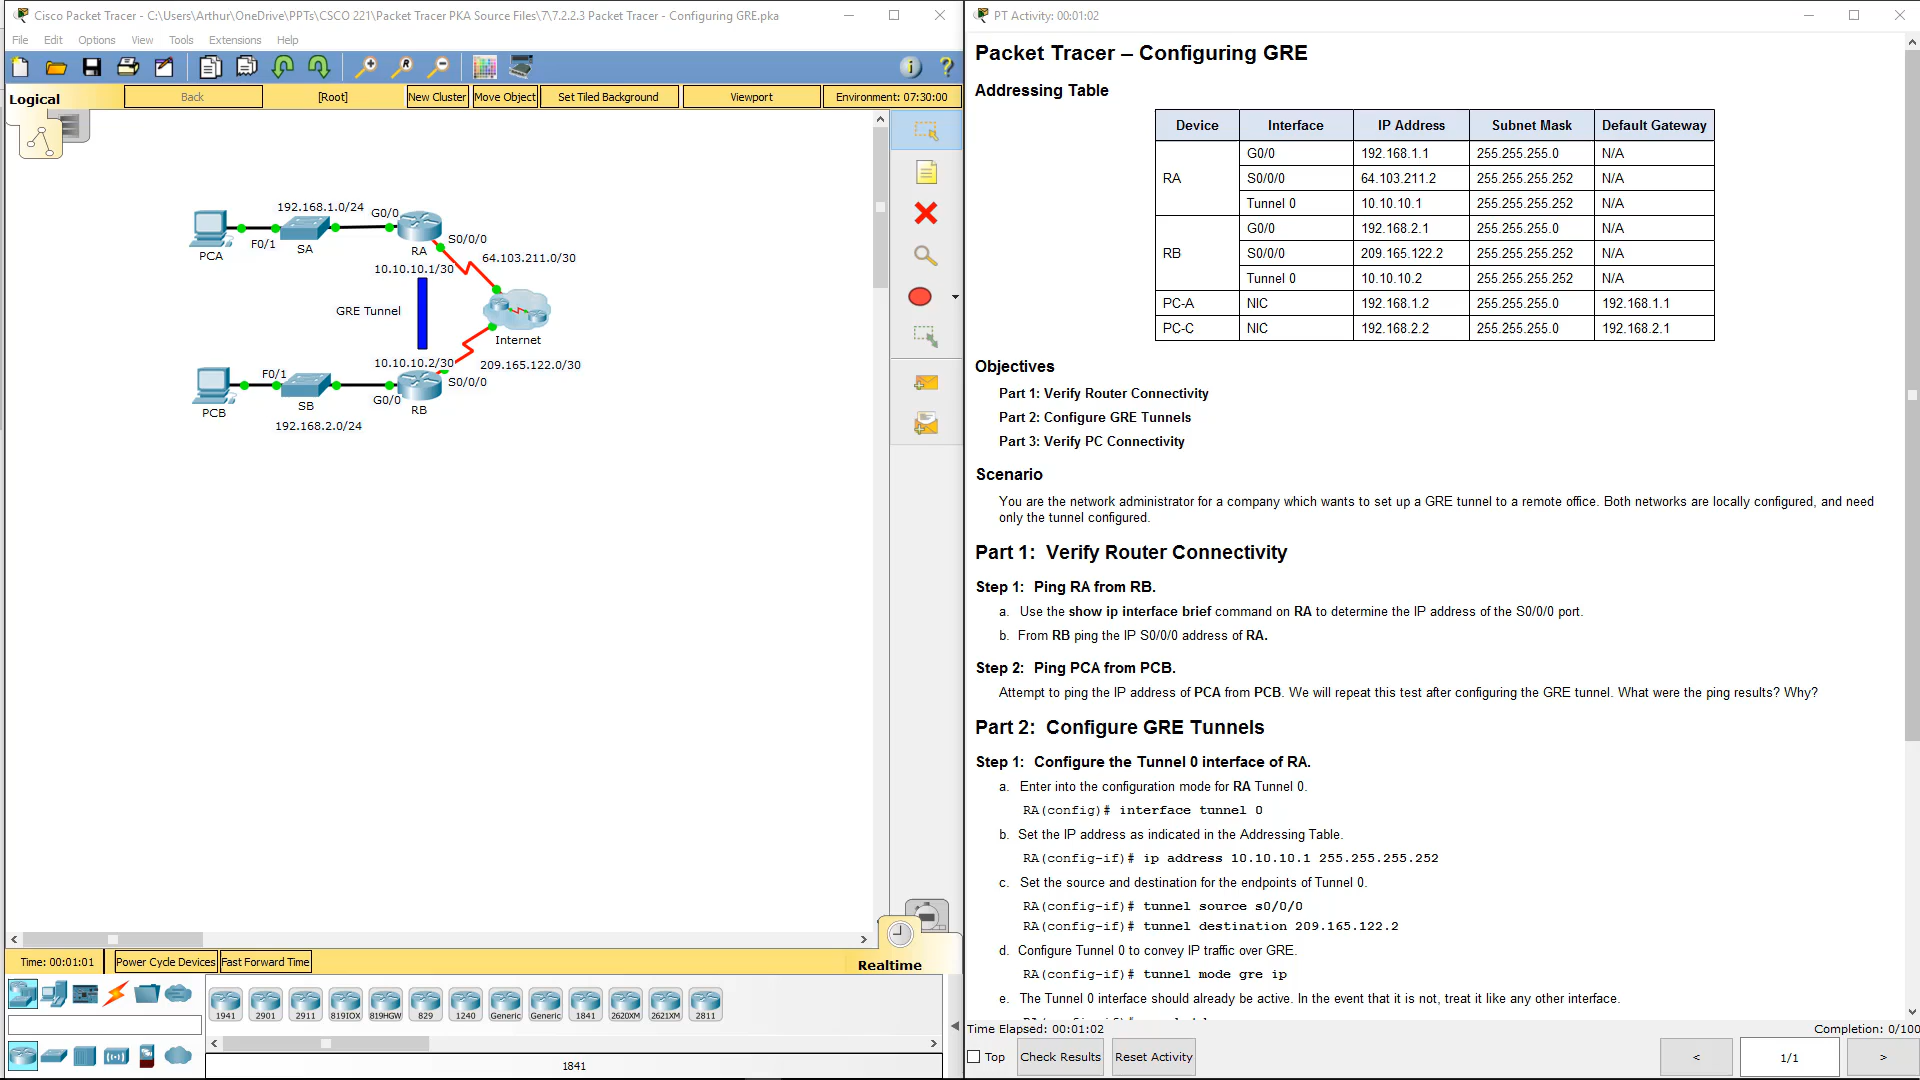 Cisco Packet Tracer - C:\Users\Arthur\OneDrive\PPTs\CSCO 221\Packet Tracer PKA Source Files\7\7.2.2.3 Packet Tracer - Configuring GRE.pka
File Edit Options View Tools Extensions Help
Logical Back [Root] New Cluster Move Object Set Tiled Background Viewport Environment: 07:30:00
192.168.1.0/24
G0/0
F0/1
SA
PCA
RA
S0/0/0
64.103.211.0/30
10.10.10.1/30
GRE Tunnel
Internet
10.10.10.2/30
209.165.122.0/30
F0/1
S0/0/0
G0/0
SB
RB
PCB
192.168.2.0/24
Time: 00:01:01 Power Cycle Devices Fast Forward Time
Realtime
1941 2901 2911 819IOX 819HGW 829 1240 Generic Generic 1841 2620XM 2621XM 2811
1841
PT Activity: 00:01:02
Packet Tracer – Configuring GRE
Addressing Table
Device Interface IP Address Subnet Mask Default Gateway
RA G0/0 192.168.1.1 255.255.255.0 N/A
S0/0/0 64.103.211.2 255.255.255.252 N/A
Tunnel 0 10.10.10.1 255.255.255.252 N/A
RB G0/0 192.168.2.1 255.255.255.0 N/A
S0/0/0 209.165.122.2 255.255.255.252 N/A
Tunnel 0 10.10.10.2 255.255.255.252 N/A
PC-A NIC 192.168.1.2 255.255.255.0 192.168.1.1
PC-C NIC 192.168.2.2 255.255.255.0 192.168.2.1
Objectives
Part 1: Verify Router Connectivity
Part 2: Configure GRE Tunnels
Part 3: Verify PC Connectivity
Scenario
You are the network administrator for a company which wants to set up a GRE tunnel to a remote office. Both networks are locally configured, and need
only the tunnel configured.
Part 1: Verify Router Connectivity
Step 1: Ping RA from RB.
a. Use the show ip interface brief command on RA to determine the IP address of the S0/0/0 port.
b. From RB ping the IP S0/0/0 address of RA.
Step 2: Ping PCA from PCB.
Attempt to ping the IP address of PCA from PCB. We will repeat this test after configuring the GRE tunnel. What were the ping results? Why?
Part 2: Configure GRE Tunnels
Step 1: Configure the Tunnel 0 interface of RA.
a. Enter into the configuration mode for RA Tunnel 0.
RA(config)# interface tunnel 0
b. Set the IP address as indicated in the Addressing Table.
RA(config-if)# ip address 10.10.10.1 255.255.255.252
c. Set the source and destination for the endpoints of Tunnel 0.
RA(config-if)# tunnel source s0/0/0
RA(config-if)# tunnel destination 209.165.122.2
d. Configure Tunnel 0 to convey IP traffic over GRE.
RA(config-if)# tunnel mode gre ip
e. The Tunnel 0 interface should already be active. In the event that it is not, treat it like any other interface.
Time Elapsed: 00:01:02 Completion: 0/100
Top Check Results Reset Activity < 1/1 >